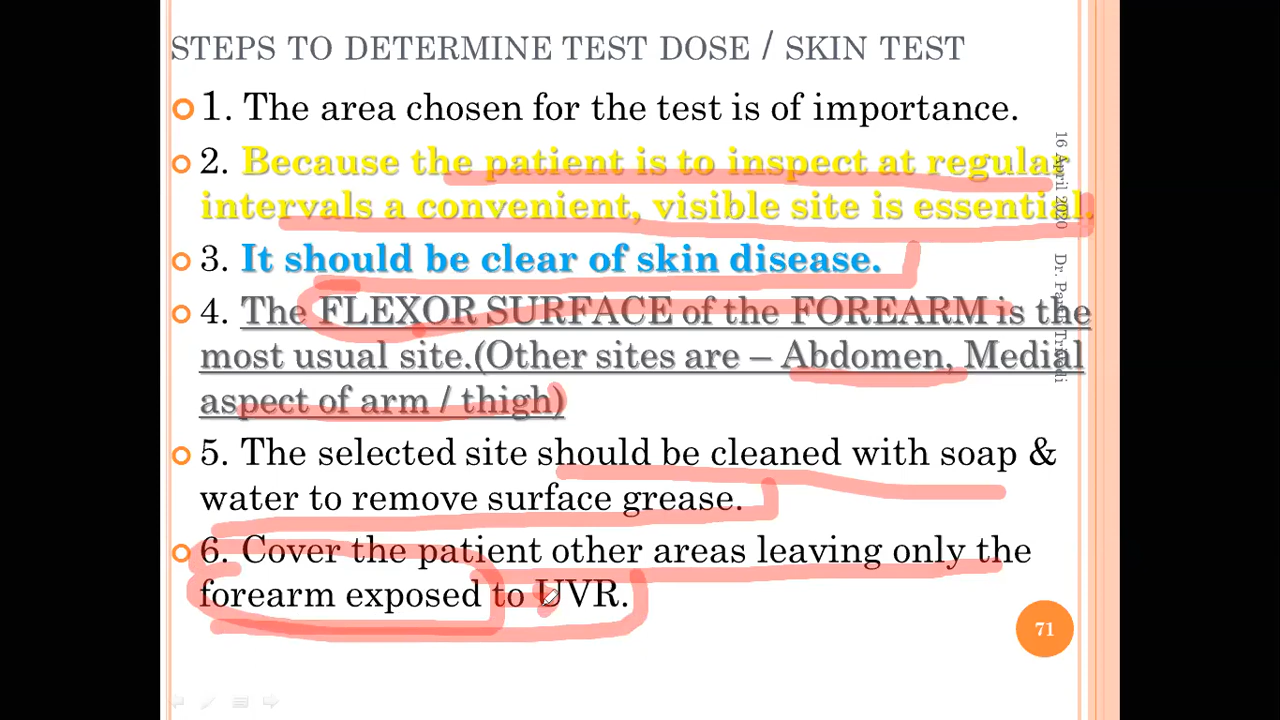 STEPS TO DETERMINE TEST DOSE / SKIN TEST
1. The area chosen for the test is of importance.
2. Because the patient is to inspect at regular
intervals a convenient, visible site is essential.
3. It should be clear of skin disease.
4. The FLEXOR SURFACE of the FOREARM is the
most usual site.(Other sites are – Abdomen, Medial
aspect of arm / thigh)
5. The selected site should be cleaned with soap &
water to remove surface grease.
6. Cover the patient other areas leaving only the
forearm exposed to UVR.
16 April 2020
Dr.
71